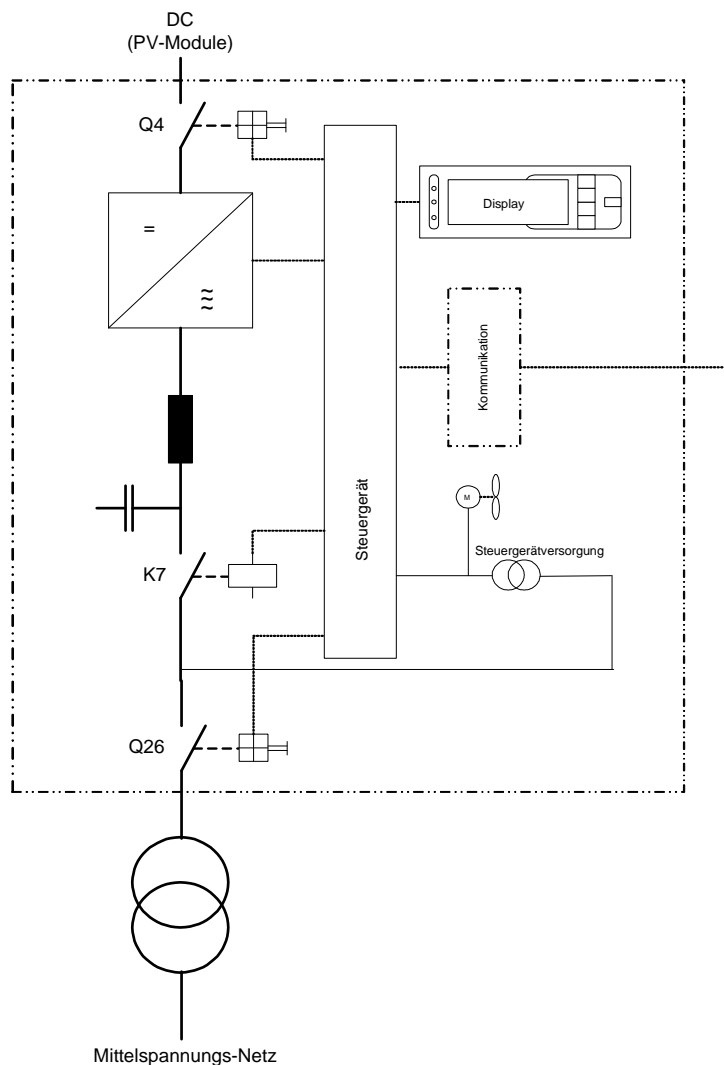 DC
(PV-Module)
Q4
=
≈
~
Display
Kommunikation
Steuergerät
M
Steuergerätversorgung
K7
Q26
Mittelspannungs-Netz